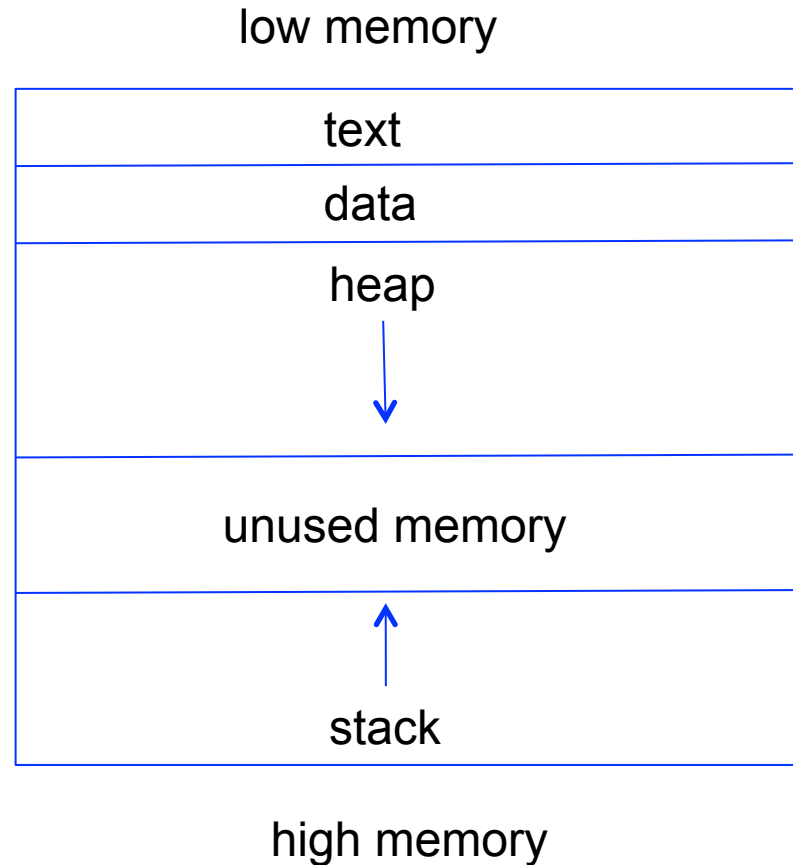 low memory
text
data
heap
unused memory
stack
high memory